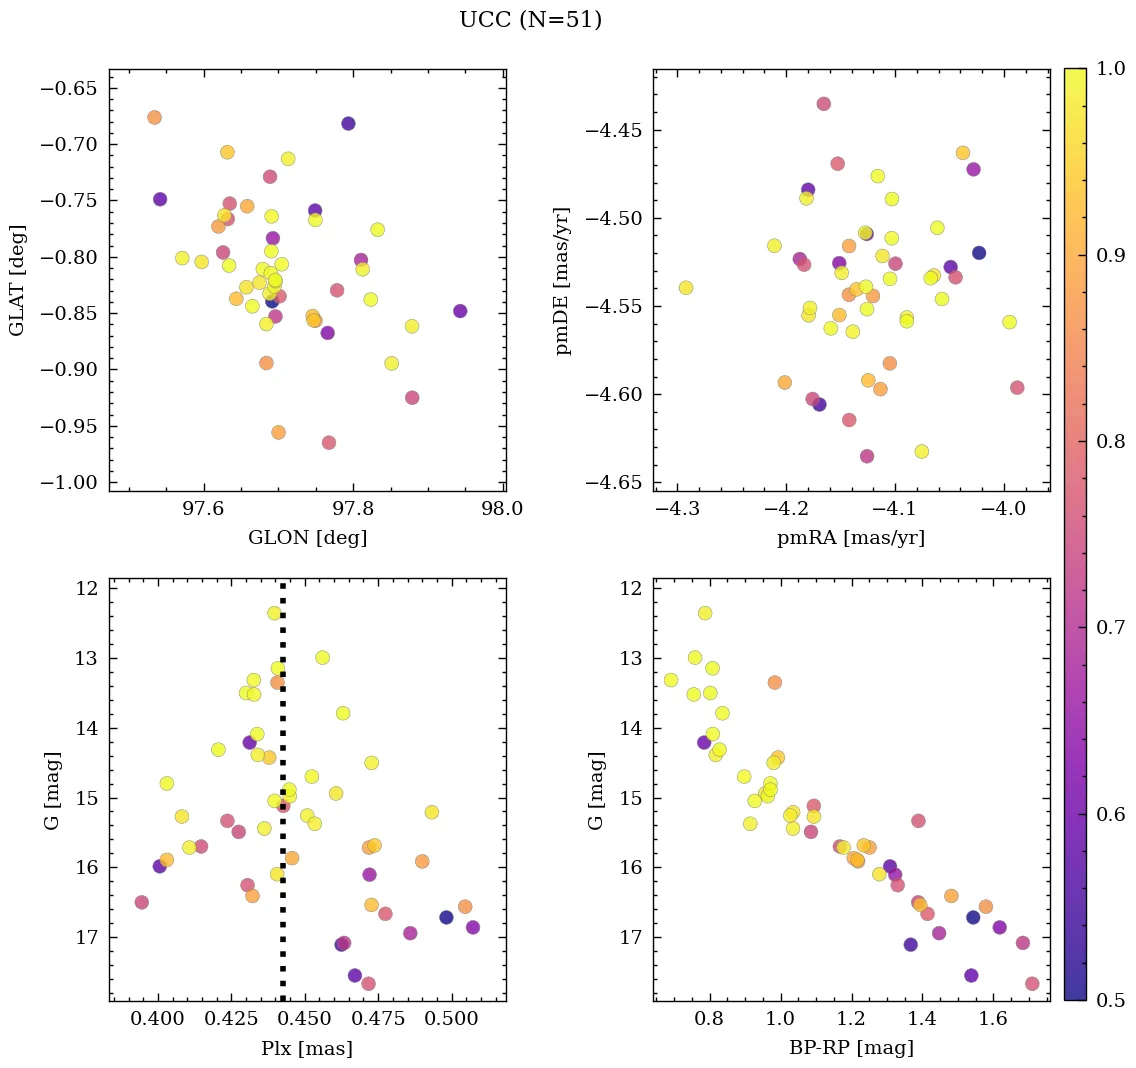 UCC (N=51)
−0.65
−0.70
−0.75
−0.80
−0.85
−0.90
−0.95
−1.00
GLAT [deg]
97.6 97.8 98.0
GLON [deg]
−4.45
−4.50
−4.55
−4.60
−4.65
pmDE [mas/yr]
−4.3 −4.2 −4.1 −4.0
pmRA [mas/yr]
12
13
14
15
16
17
G [mag]
0.400 0.425 0.450 0.475 0.500
Plx [mas]
12
13
14
15
16
17
G [mag]
0.8 1.0 1.2 1.4 1.6
BP-RP [mag]
1.0
0.9
0.8
0.7
0.6
0.5